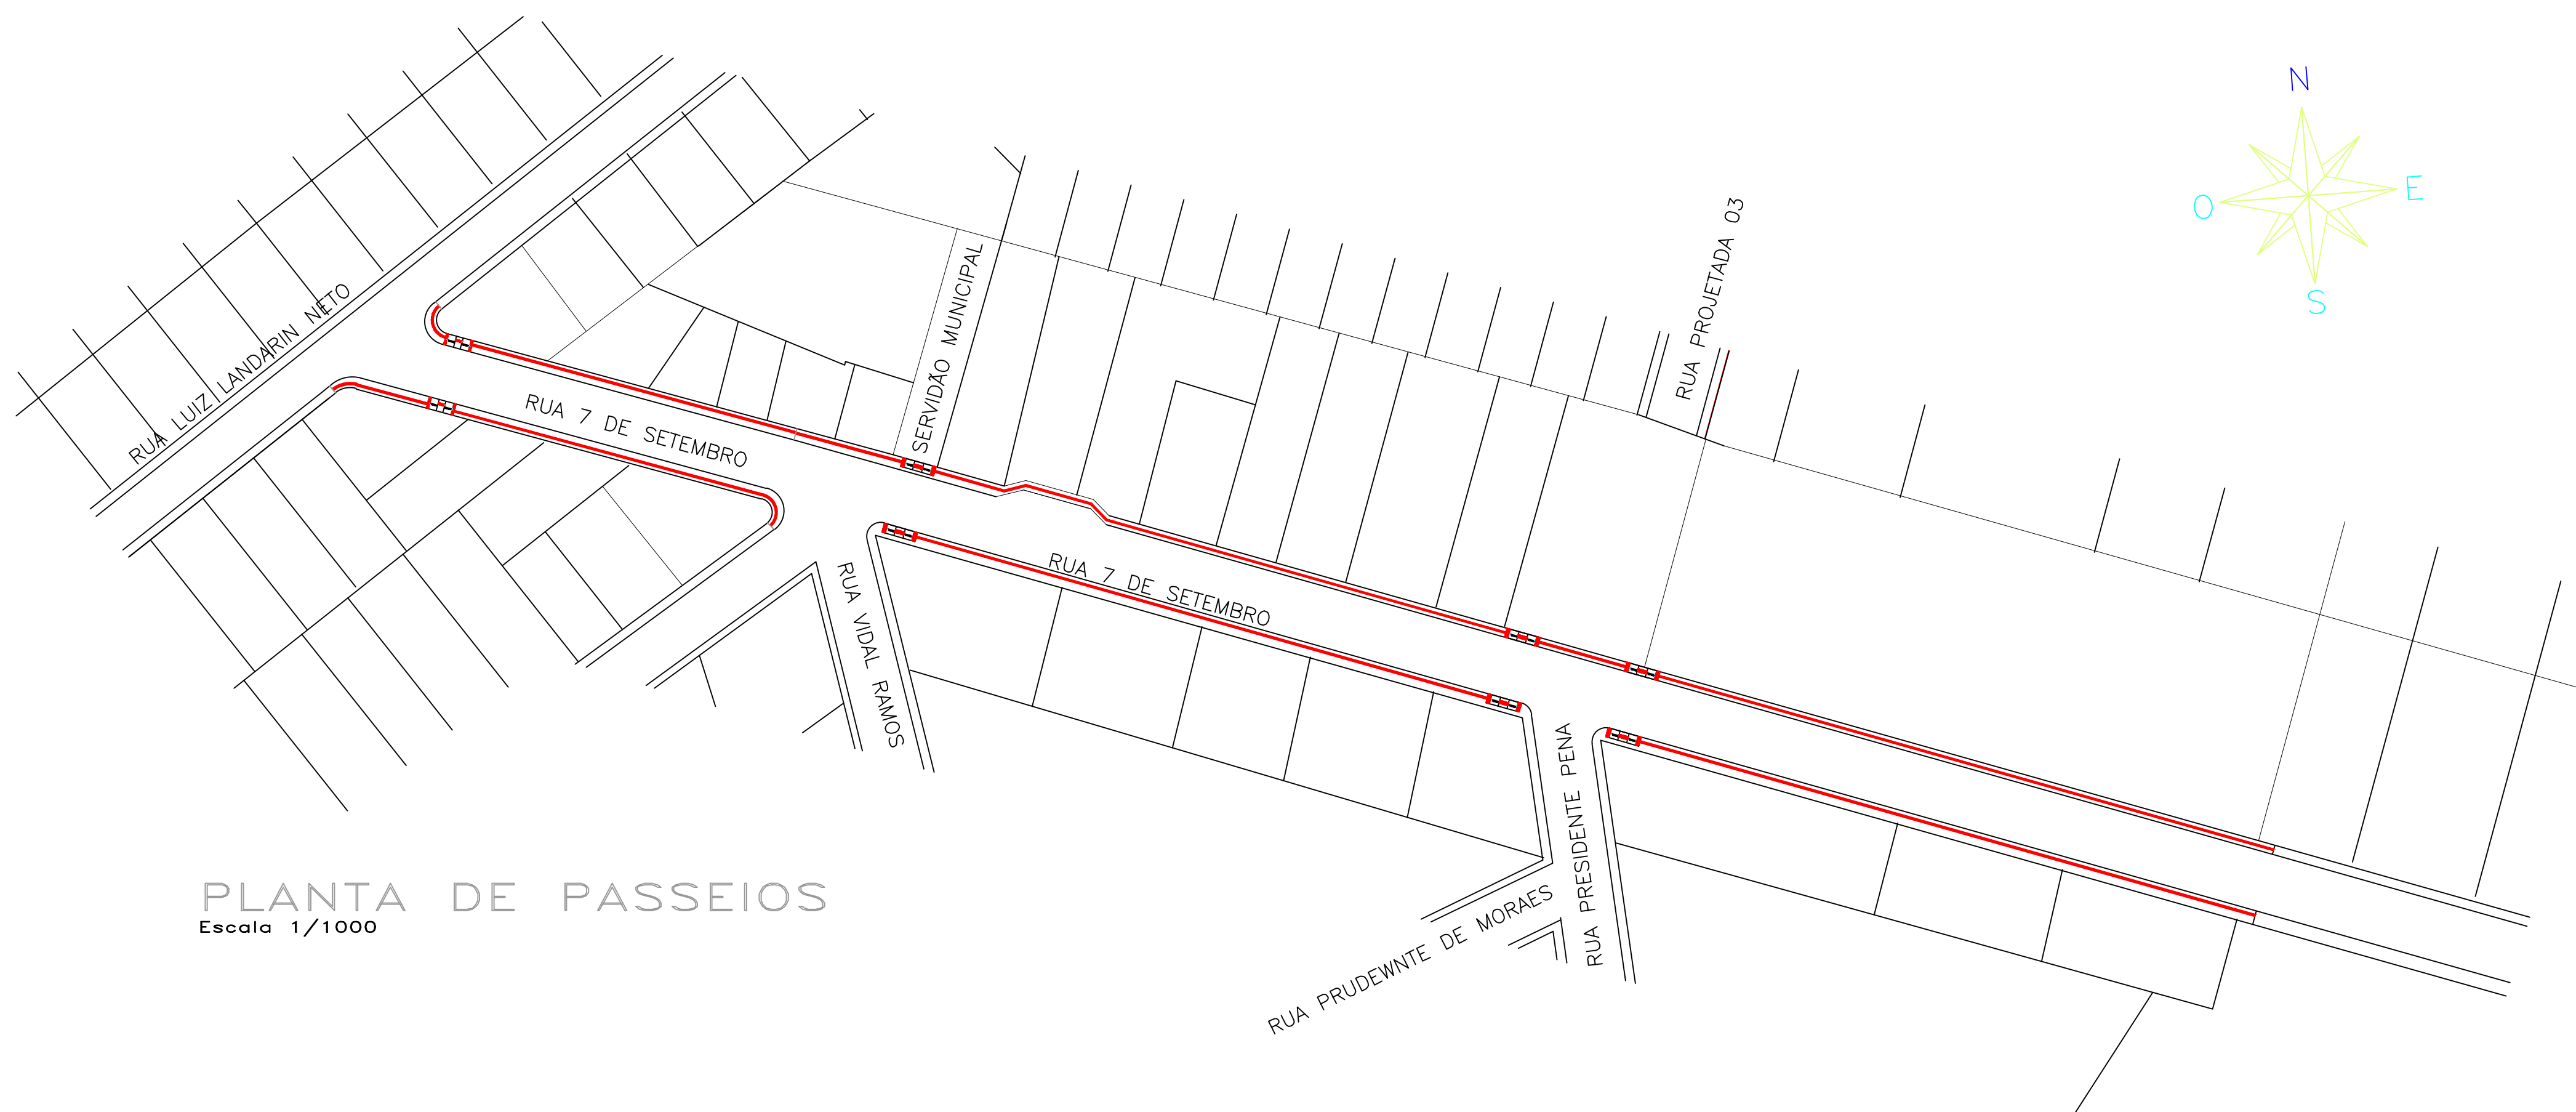 N
O
E
S
RUA PROJETADA 03
SERVIDÃO MUNICIPAL
RUA LUIZ LANDARIN NETO
RUA 7 DE SETEMBRO
RUA 7 DE SETEMBRO
RUA VIDAL RAMOS
RUA PRESIDENTE PENA
RUA PRUDEWNTE DE MORAES
PLANTA DE PASSEIOS
Escala 1/1000